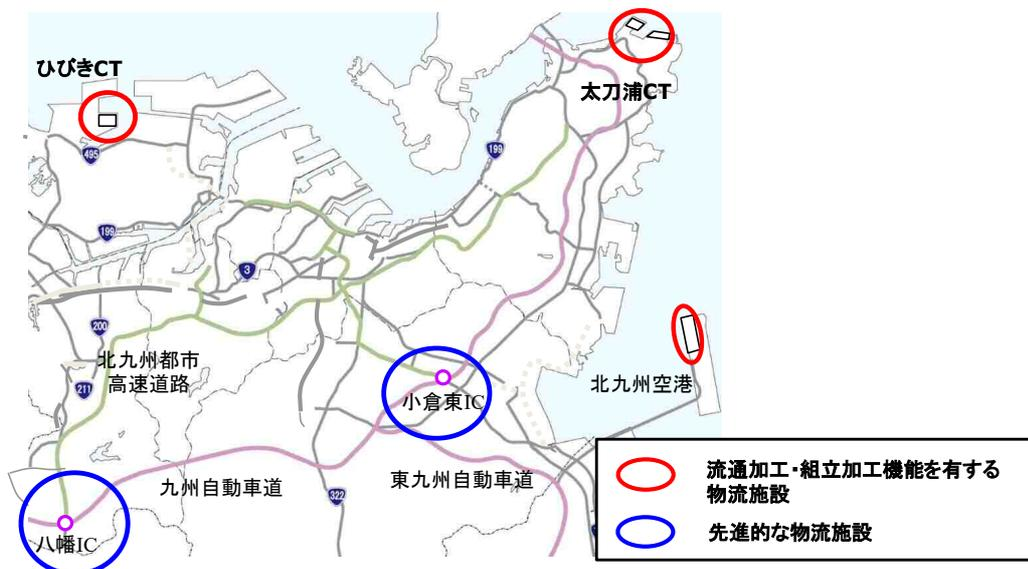 ひびきCT
太刀浦CT
495
199
199
3
200
北九州都市
高速道路
211
北九州空港
小倉東IC
九州自動車道
東九州自動車道
322
八幡IC
流通加工・組立加工機能を有する
物流施設
先進的な物流施設